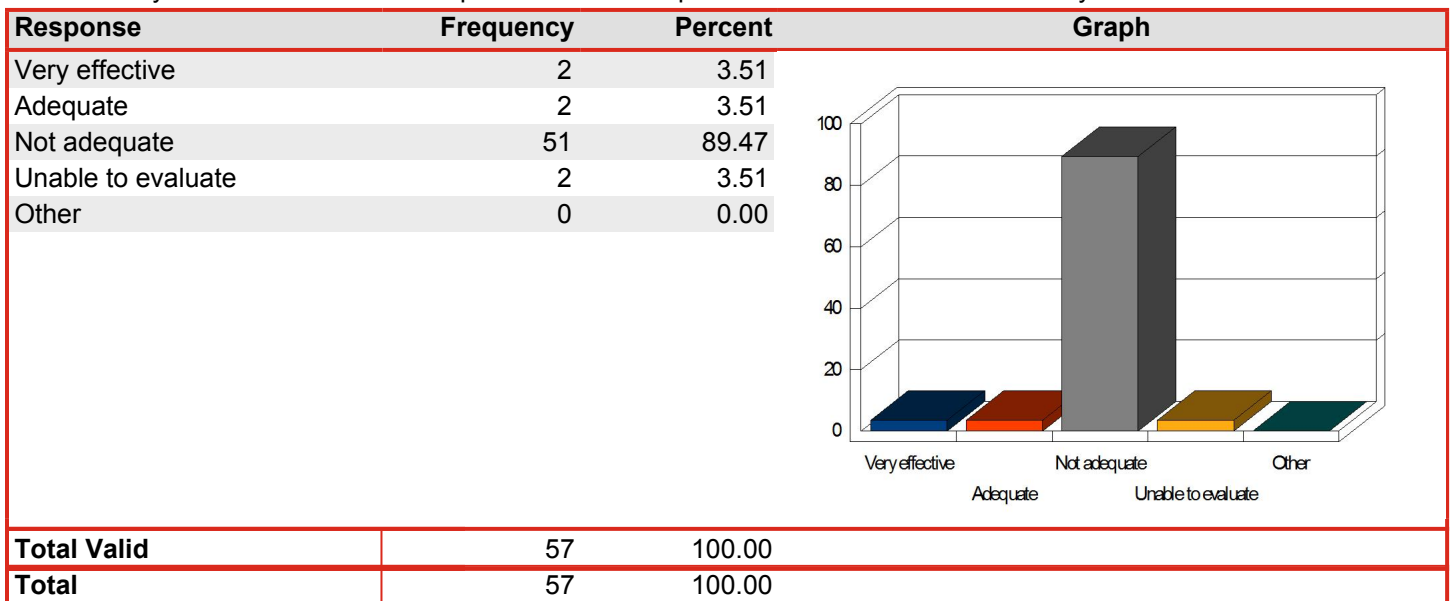 Response Frequency Percent Graph
Very effective 2 3.51
Adequate 2 3.51
Not adequate 51 89.47
Unable to evaluate 2 3.51
Other 0 0.00
100
80
60
40
20
0
Very effective Not adequate Other
Adequate Unable to evaluate
Total Valid 57 100.00
Total 57 100.00